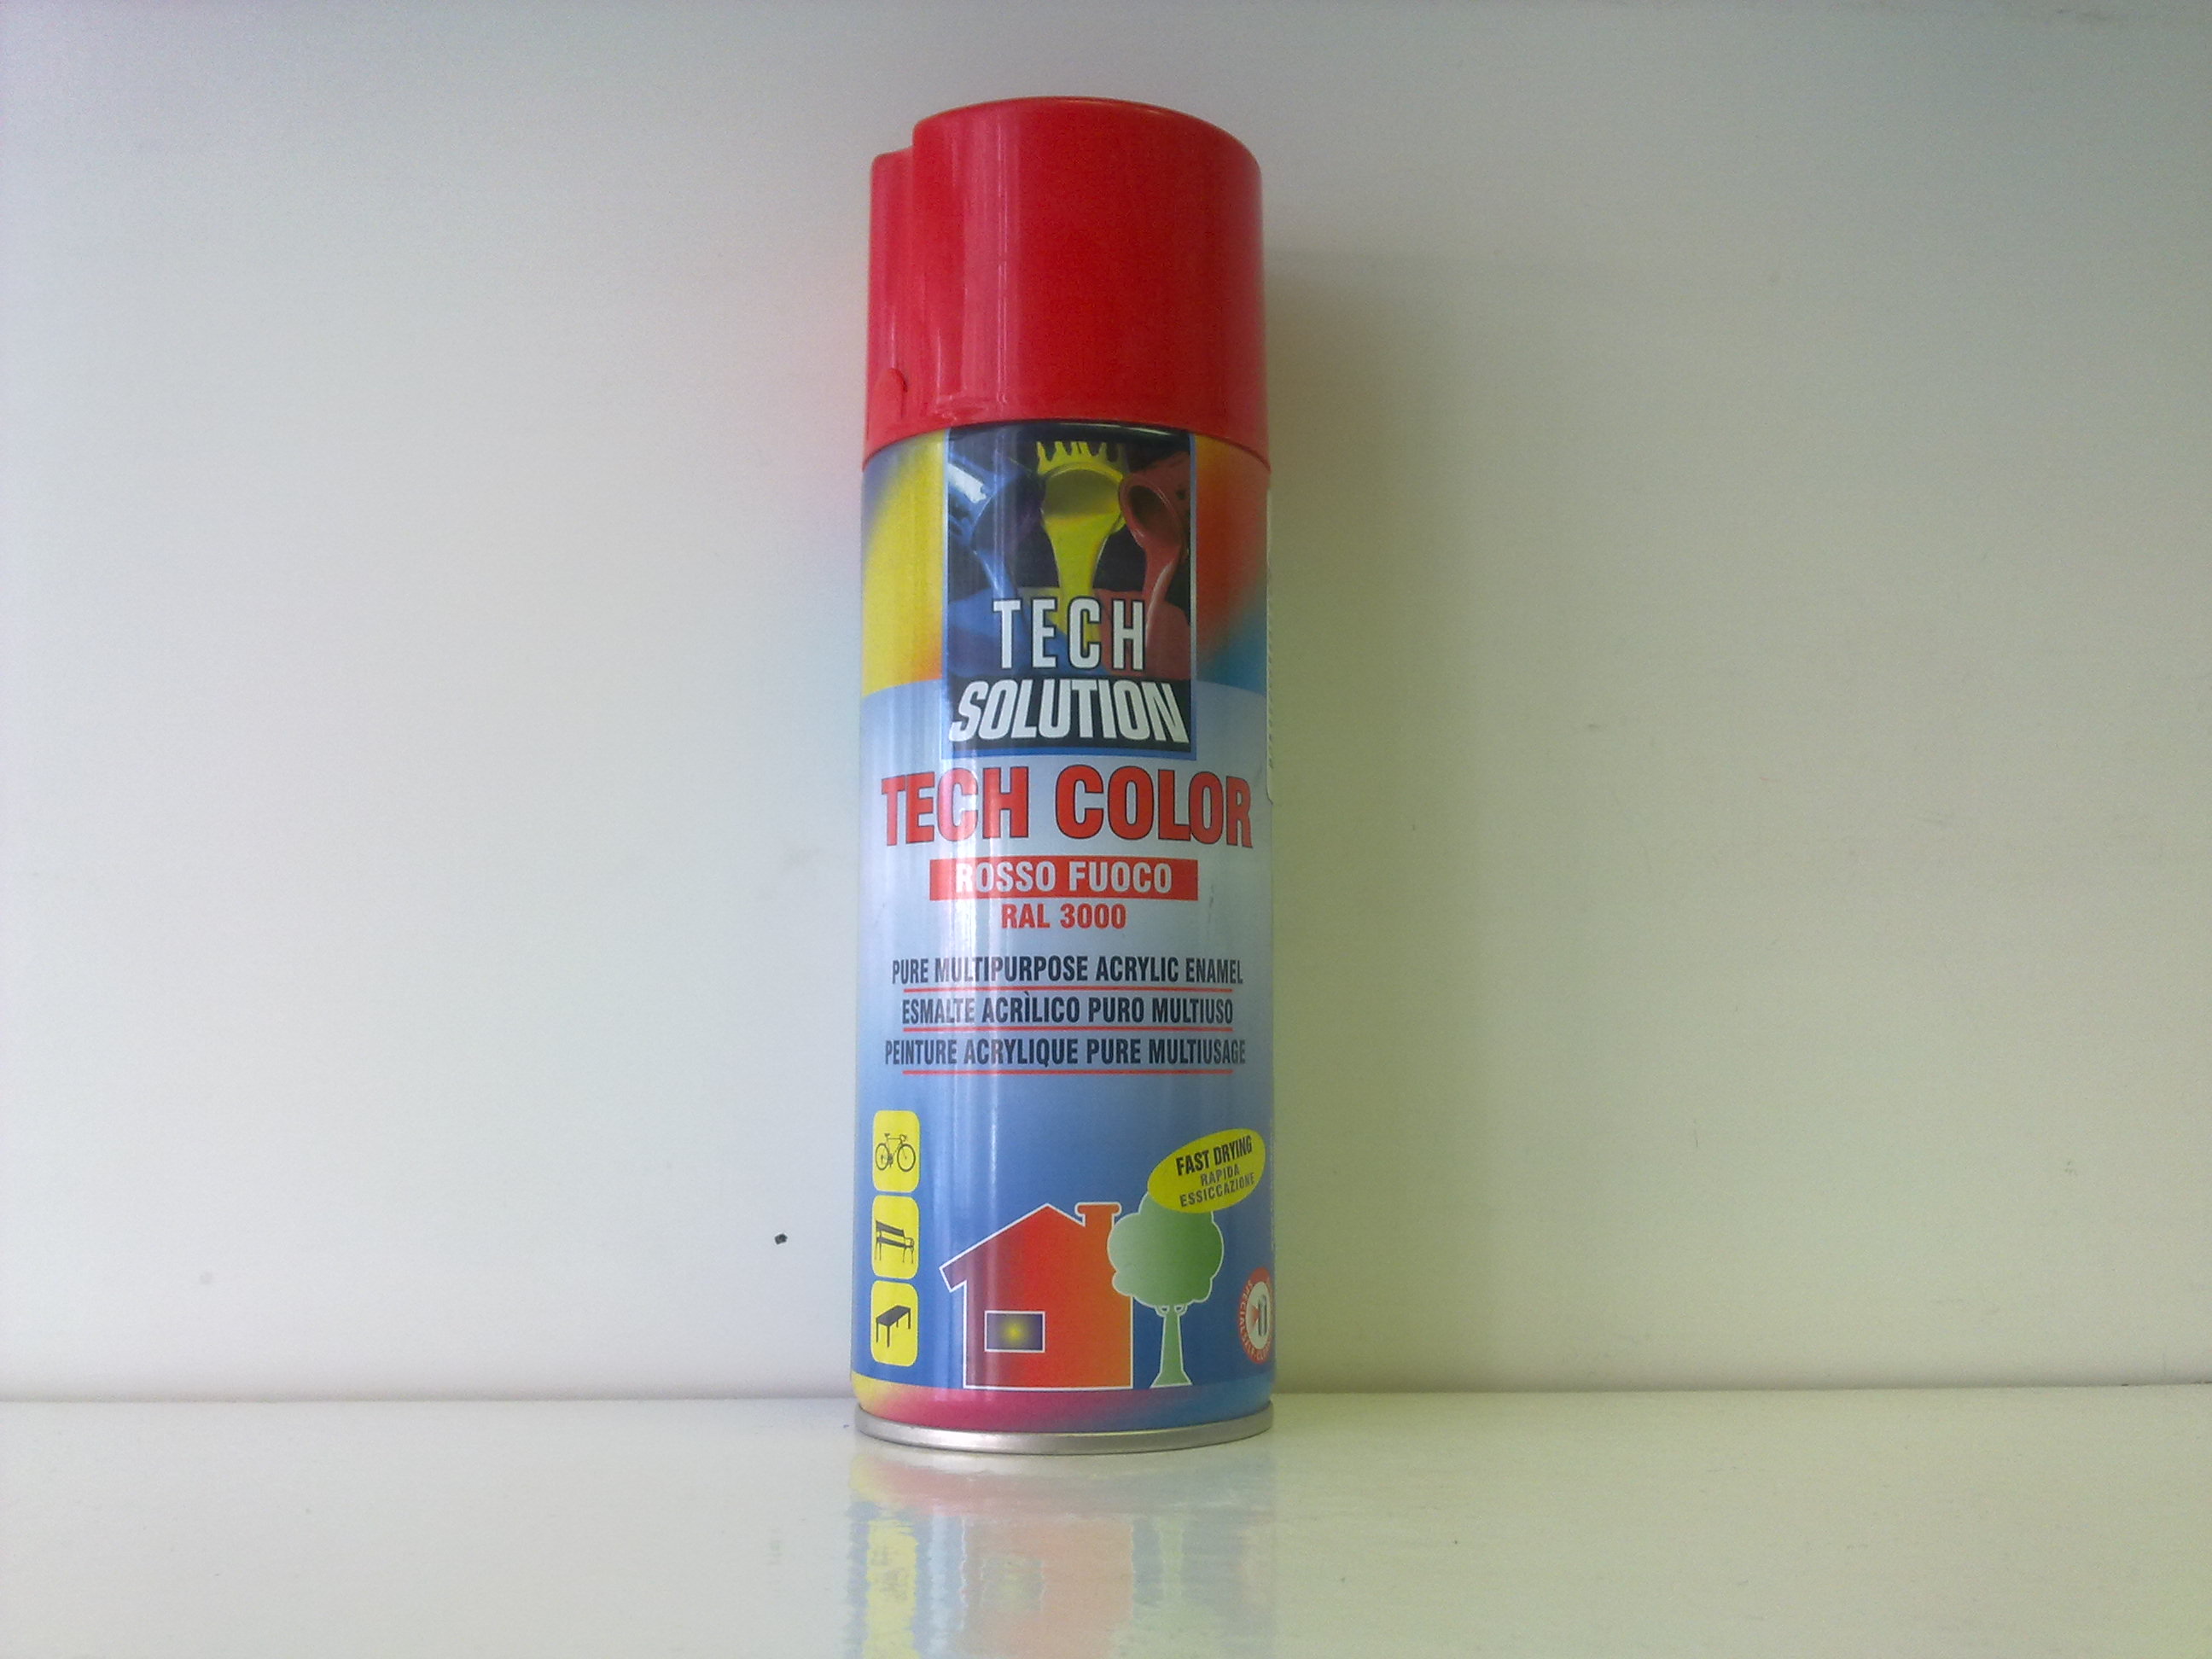 TECH
SOLUTION
TECH COLOR
ROSSO FUOCO
RAL 3000
PURE MULTIPURPOSE ACRYLIC ENAMEL
ESMALTE ACRÌLICO PURO MULTIUSO
PEINTURE ACRYLIQUE PURE MULTIUSAGE
FAST DRYING
RAPIDA
ESSICCAZIONE